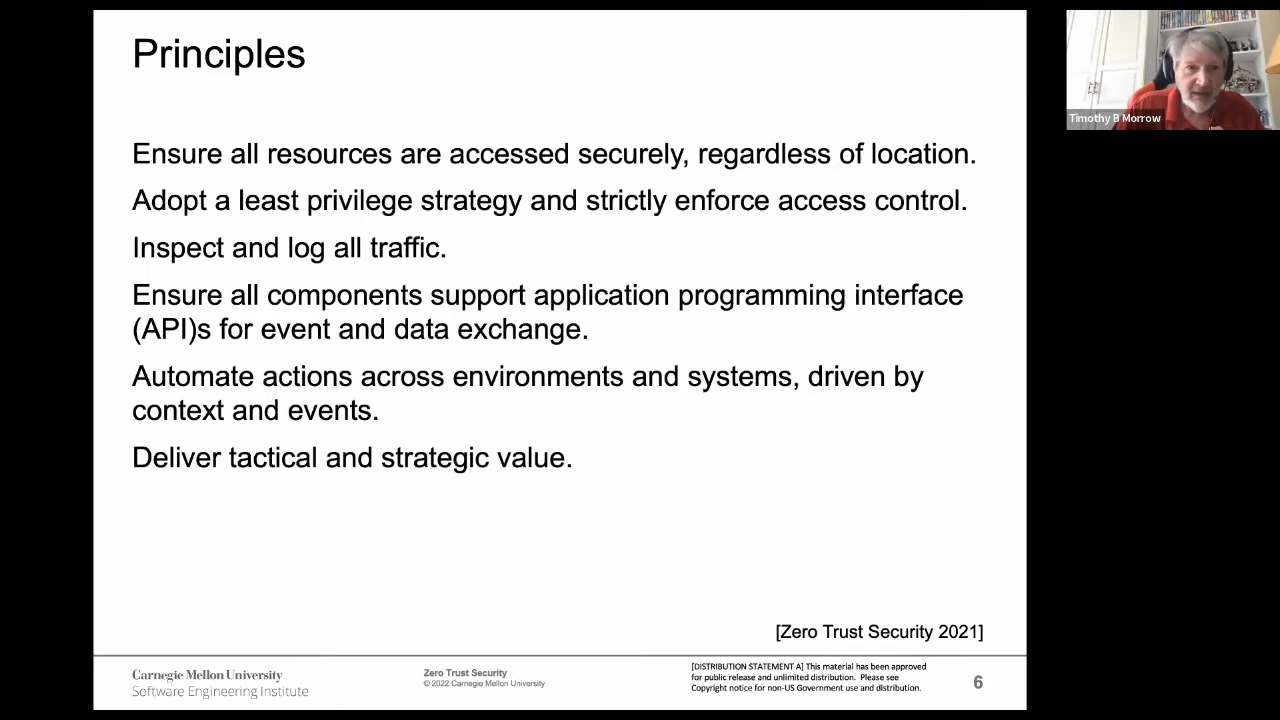 Principles
Ensure all resources are accessed securely, regardless of location.
Adopt a least privilege strategy and strictly enforce access control.
Inspect and log all traffic.
Ensure all components support application programming interface
(API)s for event and data exchange.
Automate actions across environments and systems, driven by
context and events.
Deliver tactical and strategic value.
[Zero Trust Security 2021]
Carnegie Mellon University
Software Engineering Institute
Zero Trust Security
© 2022 Carnegie Mellon University
[DISTRIBUTION STATEMENT A] This material has been approved
for public release and unlimited distribution. Please see
Copyright notice for non-US Government use and distribution.
6
Timothy B Morrow